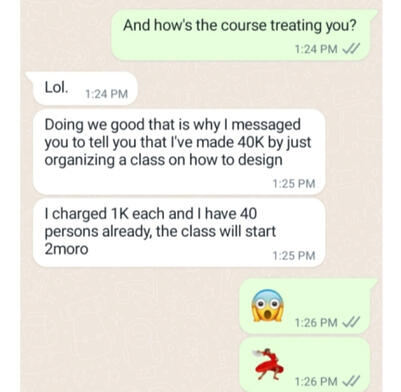 And how's the course treating you?
1:24 PM
Lol.
1:24 PM
Doing we good that is why I messaged
you to tell you that I've made 40K by just
organizing a class on how to design
1:25 PM
I charged 1K each and I have 40
persons already, the class will start
2moro
1:25 PM
😱
1:26 PM
💃
1:26 PM